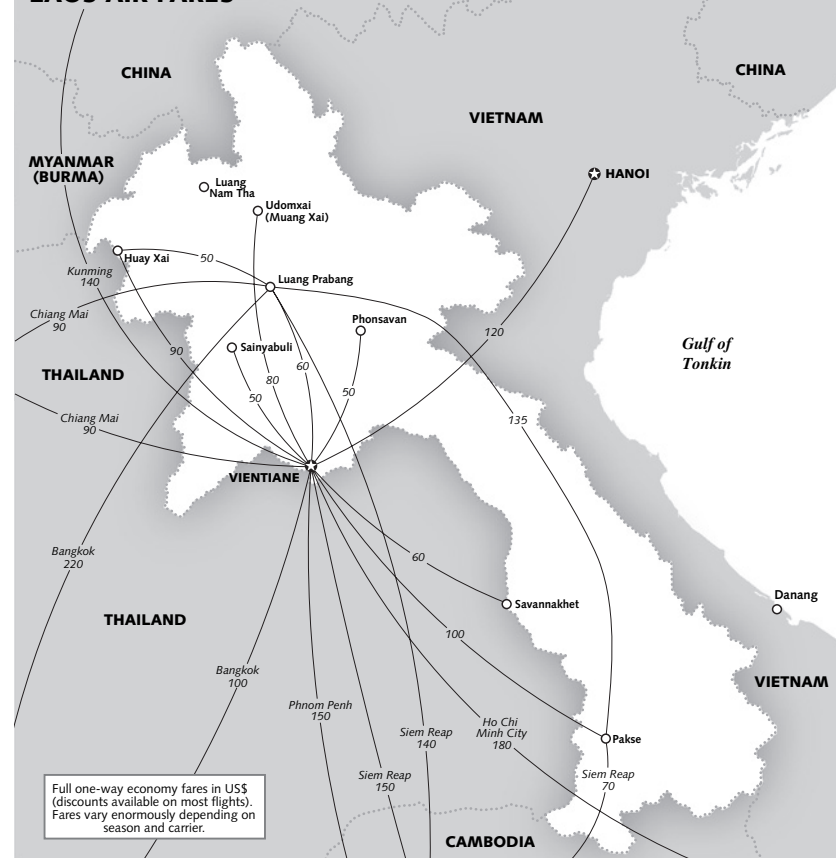 LAOS AIR FARES
CHINA
CHINA
VIETNAM
MYANMAR
(BURMA)
HANOI
Luang
Nam Tha
Udomxai
(Muang Xai)
Huay Xai
50
Kunming
140
Luang Prabang
Chiang Mai
90
Phonsavan
120
Gulf of
Tonkin
90
Sainyabuli
60
THAILAND
80
50
50
Chiang Mai
90
135
VIENTIANE
Bangkok
220
60
Savannakhet
Danang
THAILAND
100
Bangkok
100
VIETNAM
Phnom Penh
150
Siem Reap
140
Ho Chi
Minh City
180
Pakse
Siem Reap
150
Siem Reap
70
Full one-way economy fares in US$
(discounts available on most flights).
Fares vary enormously depending on
season and carrier.
CAMBODIA